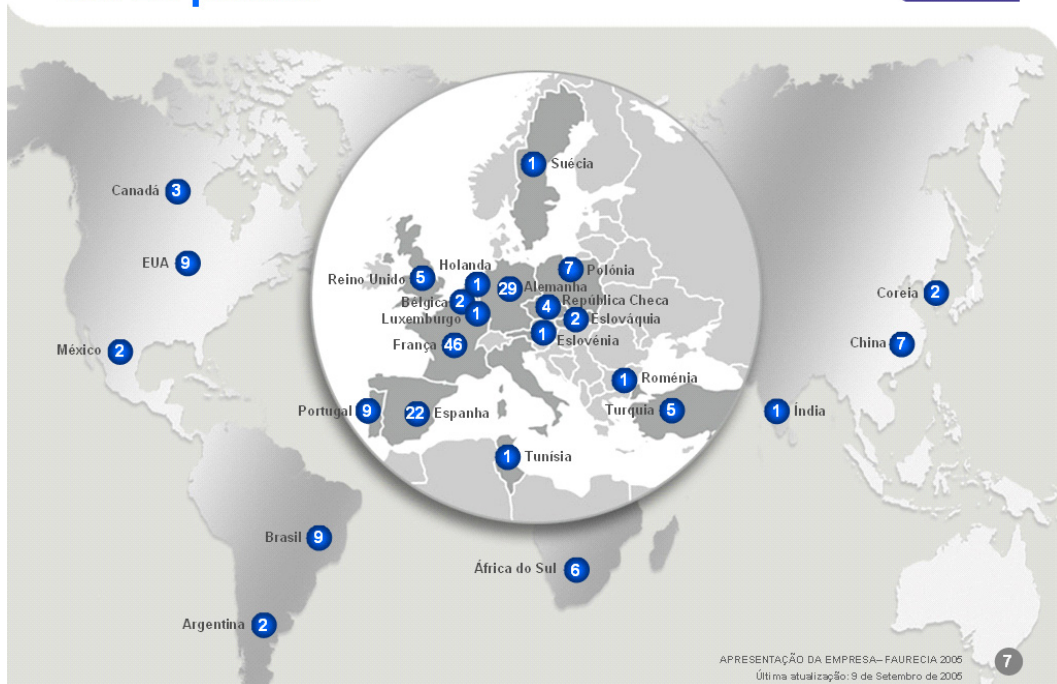 1 Suécia
Canadá 3
EUA 9
Holanda
1
7 Polónia
Reino Unido 5
29 Alemanha
Bélgica 2
4 República Checa
Luxemburgo 1
2 Eslováquia
1 Eslovénia
Coreia 2
China 7
México 2
França 46
1 Roménia
Portugal 9
22 Espanha
Turquia 5
1 Índia
1 Tunísia
Brasil 9
África do Sul 6
Argentina 2
APRESENTAÇÃO DA EMPRESA– FAURECIA 2005
7
Última atualização: 9 de Setembro de 2005